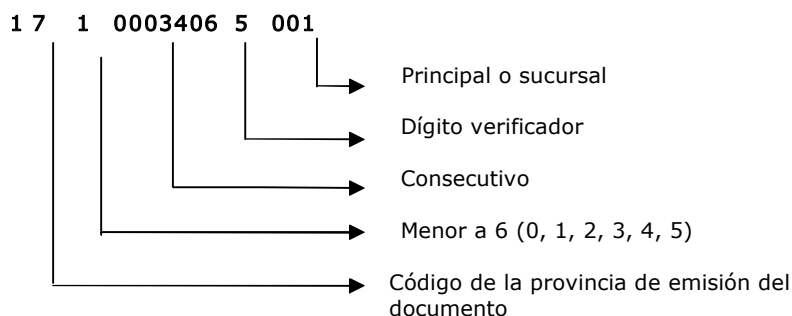 1 7 1 0003406 5 001
Principal o sucursal
Dígito verificador
Consecutivo
Menor a 6 (0, 1, 2, 3, 4, 5)
Código de la provincia de emisión del
documento